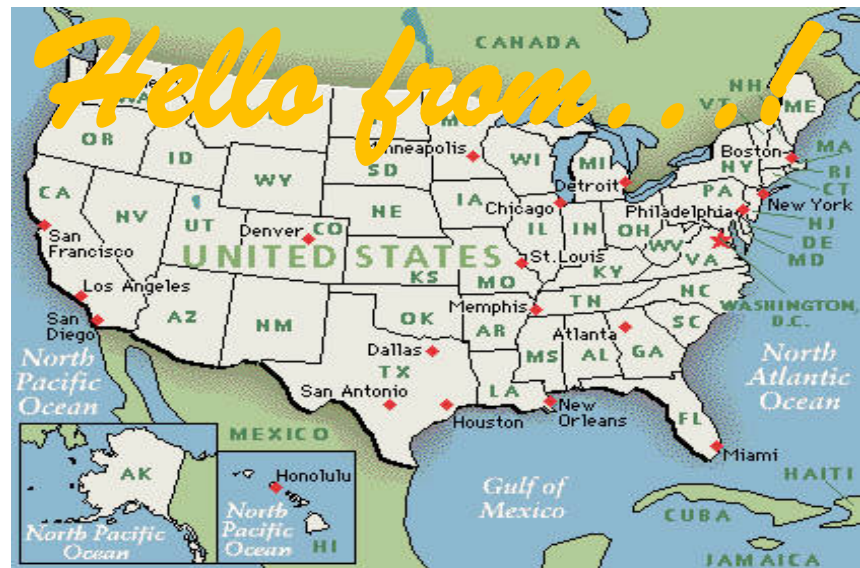 Hello from. . .!
CANADA
NH
VT
ME
WA
OR
ID
Minneapolis
WI
MI
Boston
MA
NY
RI
SD
WY
CT
Detroit
PA
CA
IA
Chicago
Philadelphia
New York
NV
UT
Denver
CO
NE
IL
IN
OH
NJ
WV
DE
San
Francisco
UNITED STATES
St. Louis
VA
MD
KS
MO
KY
Los Angeles
NC
Memphis
TN
WASHINGTON,
D.C.
San
Diego
AZ
NM
OK
AR
Atlanta
SC
Dallas
MS
AL
GA
North
Pacific
Ocean
North
Atlantic
Ocean
TX
San Antonio
LA
New
Orleans
Houston
FL
MEXICO
Miami
AK
Honolulu
HAITI
Gulf of
Mexico
CUBA
North Pacific
Ocean
North
Pacific
Ocean
HI
JAMAICA